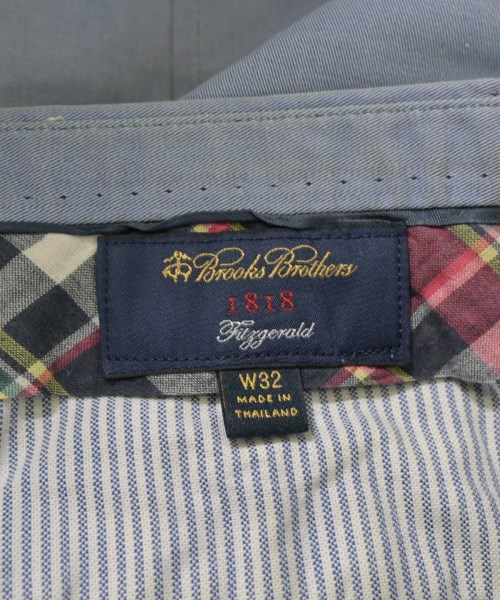 Brooks Brothers
1818
Fitzgerald
W32
MADE IN
THAILAND